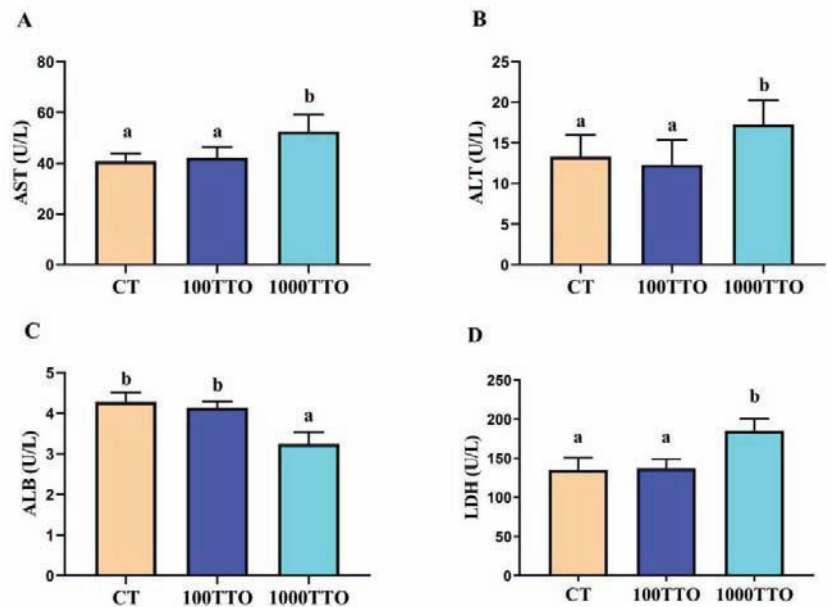 A
AST (U/L)
80
60
40
20
0
a
a
b
CT
100TTO
1000TTO
B
ALT (U/L)
25
20
15
10
5
0
a
a
b
CT
100TTO
1000TTO
C
ALB (U/L)
5
4
3
2
1
0
b
b
a
CT
100TTO
1000TTO
D
LDH (U/L)
250
200
150
100
50
0
a
a
b
CT
100TTO
1000TTO